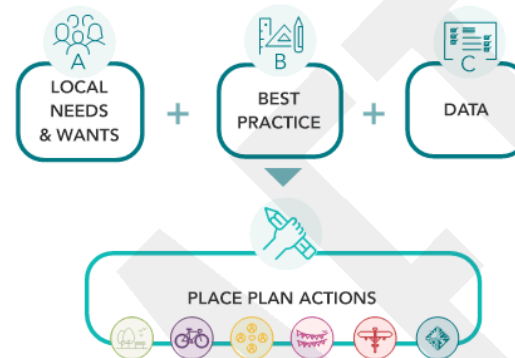 A
LOCAL
NEEDS
& WANTS
+
B
BEST
PRACTICE
+
C
DATA
PLACE PLAN ACTIONS